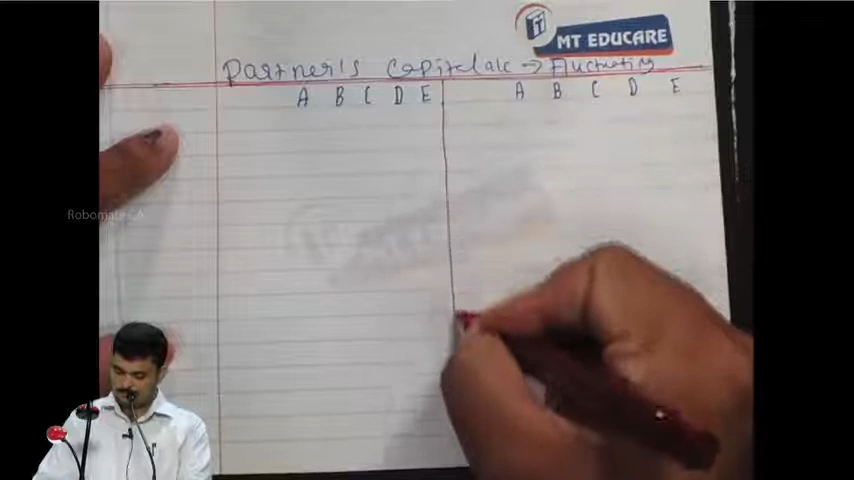 MT EDUCARE
Partner's Capital a/c → Fluctuating
A B C D E A B C D E